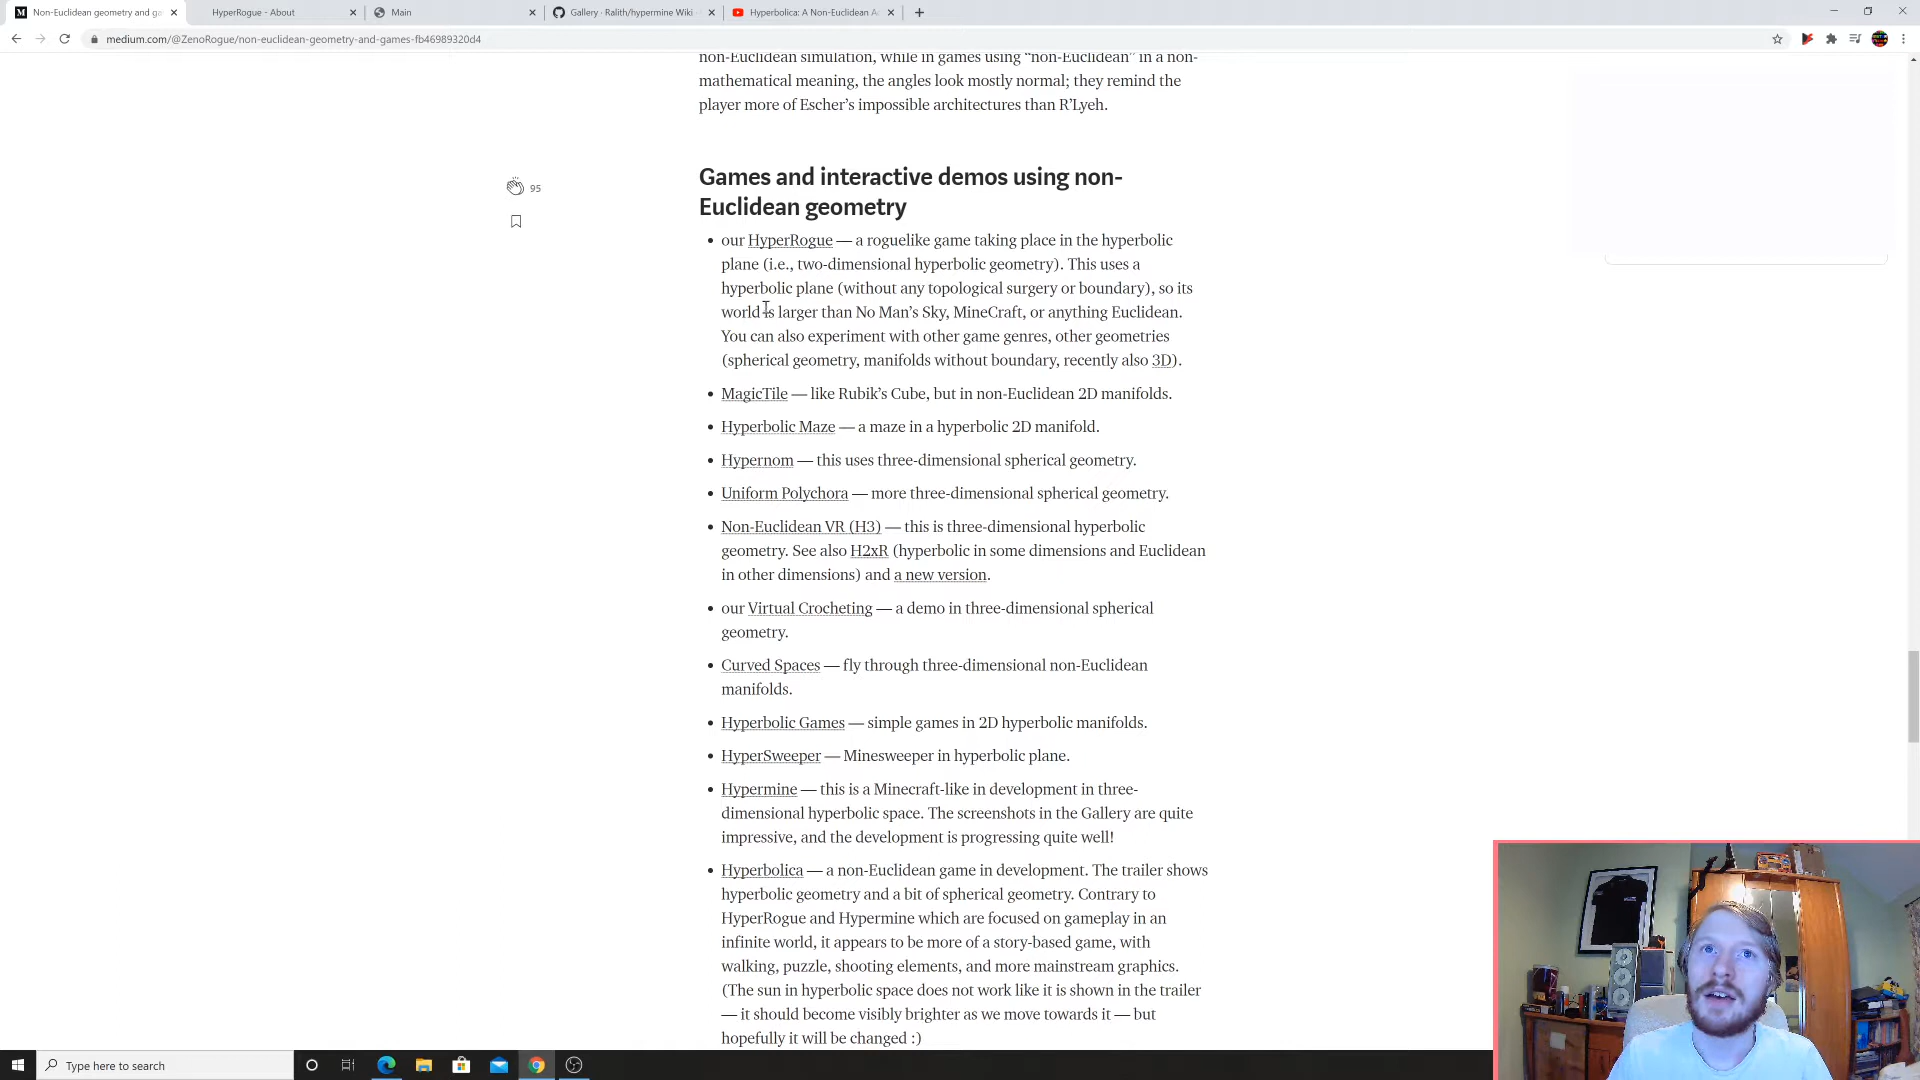 Non-Euclidean geometry and ga
HyperRogue - About
Main
Gallery · Ralith/hypermine Wiki ·
Hyperbolica: A Non-Euclidean A
medium.com/@ZenoRogue/non-euclidean-geometry-and-games-fb46989320d4
non-Euclidean simulation, while in games using “non-Euclidean” in a non-
mathematical meaning, the angles look mostly normal; they remind the
player more of Escher’s impossible architectures than R’Lyeh.
95
Games and interactive demos using non-
Euclidean geometry
• our HyperRogue — a roguelike game taking place in the hyperbolic
plane (i.e., two-dimensional hyperbolic geometry). This uses a
hyperbolic plane (without any topological surgery or boundary), so its
world is larger than No Man’s Sky, MineCraft, or anything Euclidean.
You can also experiment with other game genres, other geometries
(spherical geometry, manifolds without boundary, recently also 3D).
• MagicTile — like Rubik’s Cube, but in non-Euclidean 2D manifolds.
• Hyperbolic Maze — a maze in a hyperbolic 2D manifold.
• Hypernom — this uses three-dimensional spherical geometry.
• Uniform Polychora — more three-dimensional spherical geometry.
• Non-Euclidean VR (H3) — this is three-dimensional hyperbolic
geometry. See also H2xR (hyperbolic in some dimensions and Euclidean
in other dimensions) and a new version.
• our Virtual Crocheting — a demo in three-dimensional spherical
geometry.
• Curved Spaces — fly through three-dimensional non-Euclidean
manifolds.
• Hyperbolic Games — simple games in 2D hyperbolic manifolds.
• HyperSweeper — Minesweeper in hyperbolic plane.
• Hypermine — this is a Minecraft-like in development in three-
dimensional hyperbolic space. The screenshots in the Gallery are quite
impressive, and the development is progressing quite well!
• Hyperbolica — a non-Euclidean game in development. The trailer shows
hyperbolic geometry and a bit of spherical geometry. Contrary to
HyperRogue and Hypermine which are focused on gameplay in an
infinite world, it appears to be more of a story-based game, with
walking, puzzle, shooting elements, and more mainstream graphics.
(The sun in hyperbolic space does not work like it is shown in the trailer
— it should become visibly brighter as we move towards it — but
hopefully it will be changed :)
Type here to search